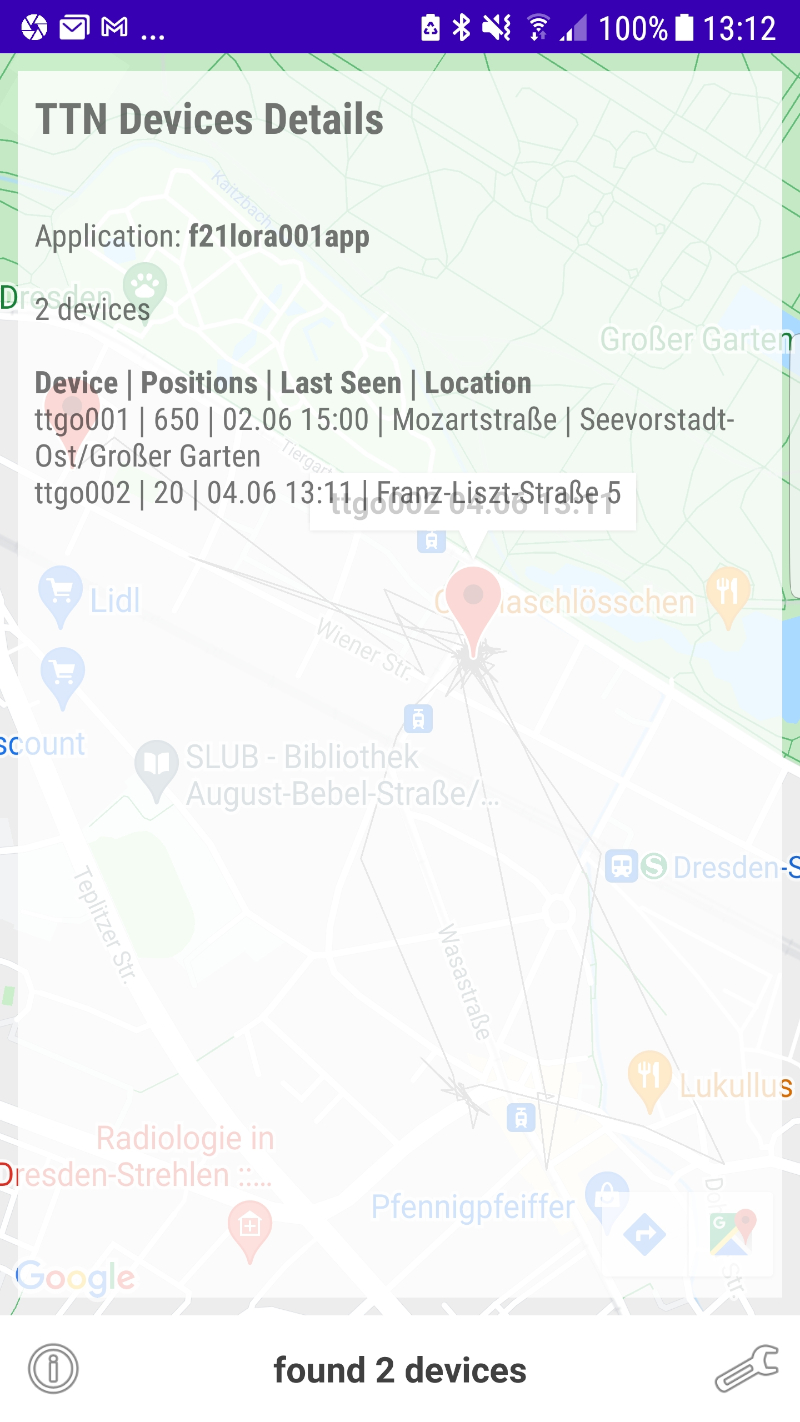 ... 100% 13:12
TTN Devices Details
Kaitzbach
Application: f21lora001app
Dresden
2 devices
Großer Garten
Device | Positions | Last Seen | Location
ttgo001 | 650 | 02.06 15:00 | Mozartstraße | Seevorstadt-
Ost/Großer Garten
ttgo002 | 20 | 04.06 13:11 | Franz-Liszt-Straße 5
ttgo002 04.06 13:11
Lidl
Wiener Str.
SLUB - Bibliothek
August-Bebel-Straße/...
scount
Dresden-S
Teplitzer Str.
Wasastraße
Lukullus
Radiologie in
Dresden-Strehlen ::...
Pfennigpfeiffer
Str.
Google
found 2 devices